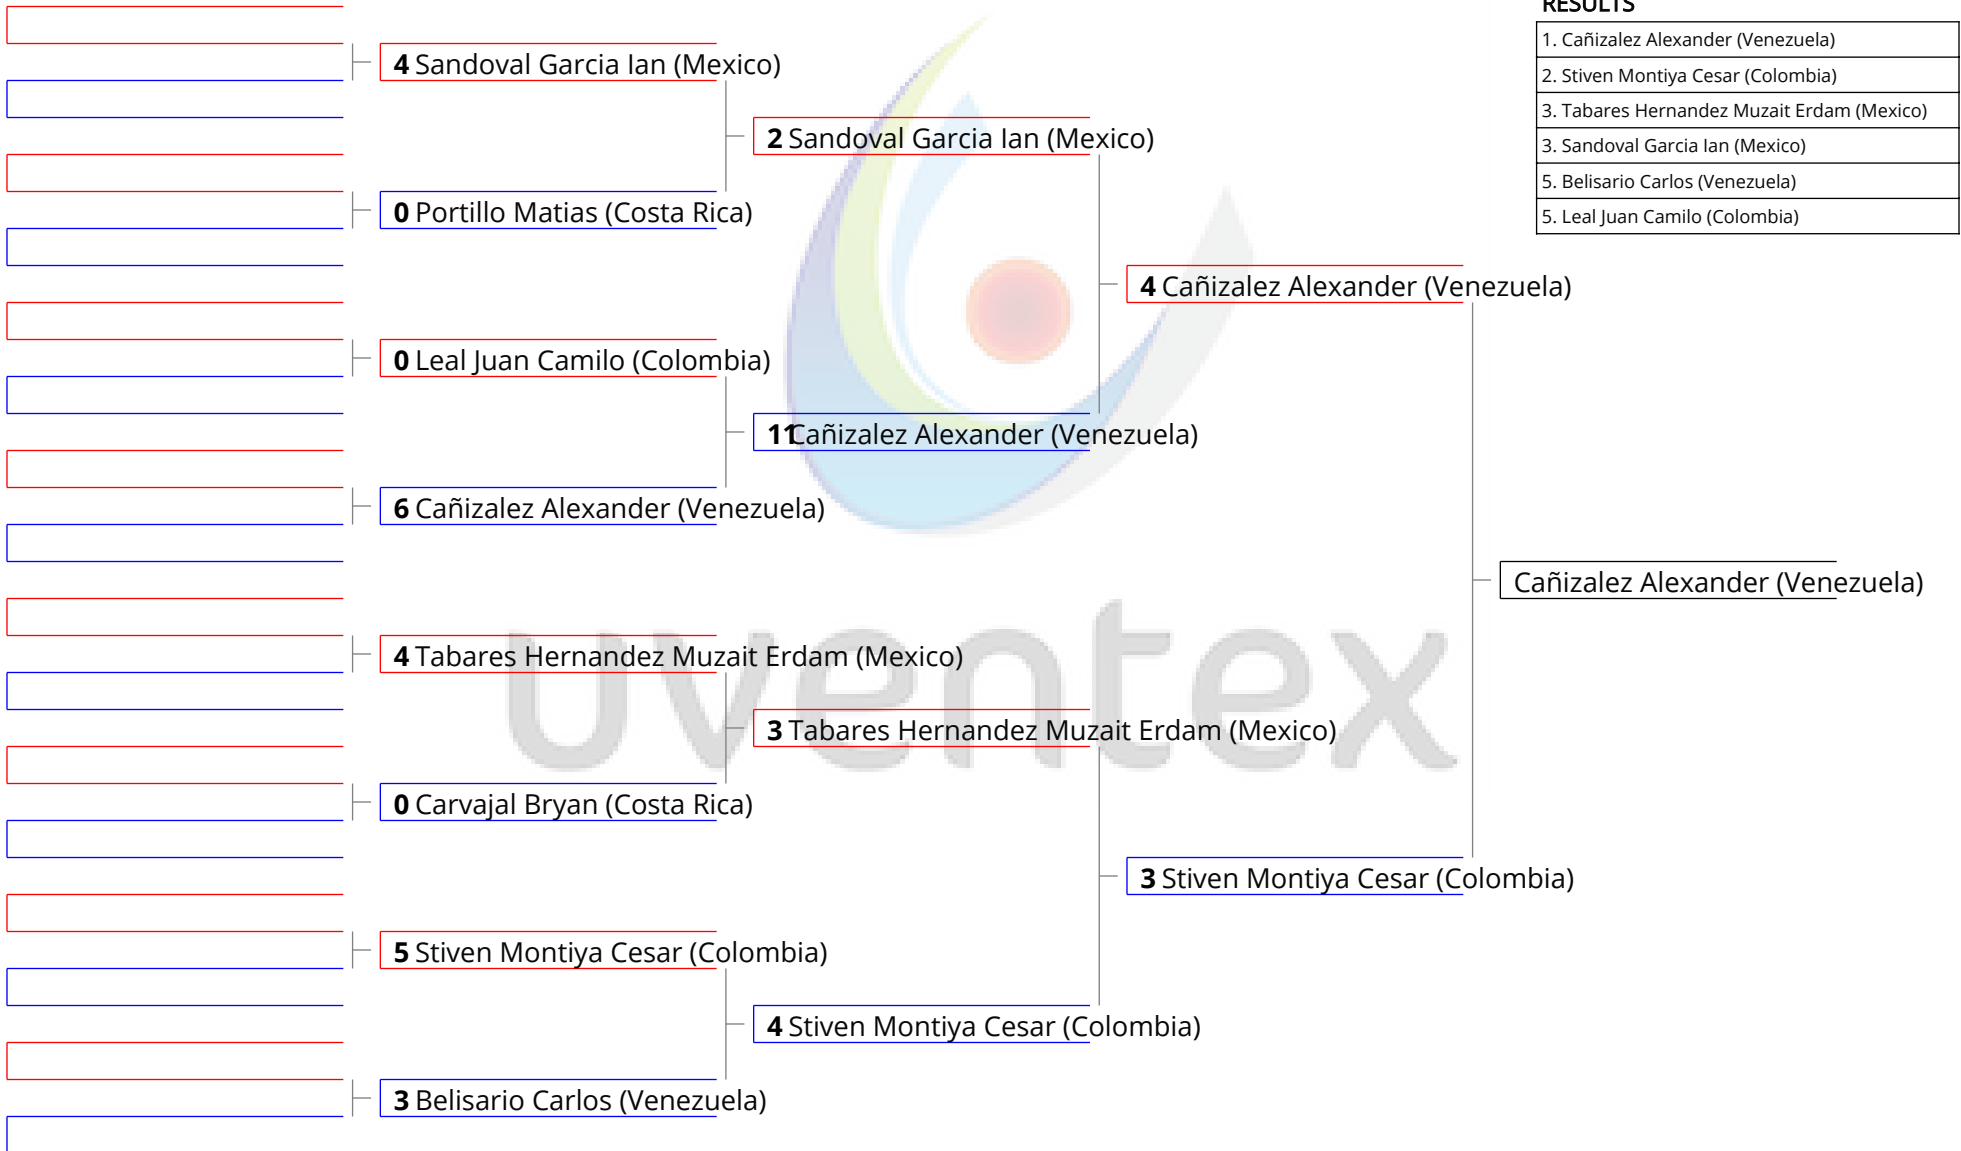 RESULTS
1. Cañizalez Alexander (Venezuela)
2. Stiven Montiya Cesar (Colombia)
3. Tabares Hernandez Muzait Erdam (Mexico)
3. Sandoval Garcia Ian (Mexico)
5. Belisario Carlos (Venezuela)
5. Leal Juan Camilo (Colombia)
4 Sandoval Garcia Ian (Mexico)
2 Sandoval Garcia Ian (Mexico)
0 Portillo Matias (Costa Rica)
4 Cañizalez Alexander (Venezuela)
0 Leal Juan Camilo (Colombia)
11 Cañizalez Alexander (Venezuela)
6 Cañizalez Alexander (Venezuela)
Cañizalez Alexander (Venezuela)
4 Tabares Hernandez Muzait Erdam (Mexico)
uventex
3 Tabares Hernandez Muzait Erdam (Mexico)
0 Carvajal Bryan (Costa Rica)
3 Stiven Montiya Cesar (Colombia)
5 Stiven Montiya Cesar (Colombia)
4 Stiven Montiya Cesar (Colombia)
3 Belisario Carlos (Venezuela)